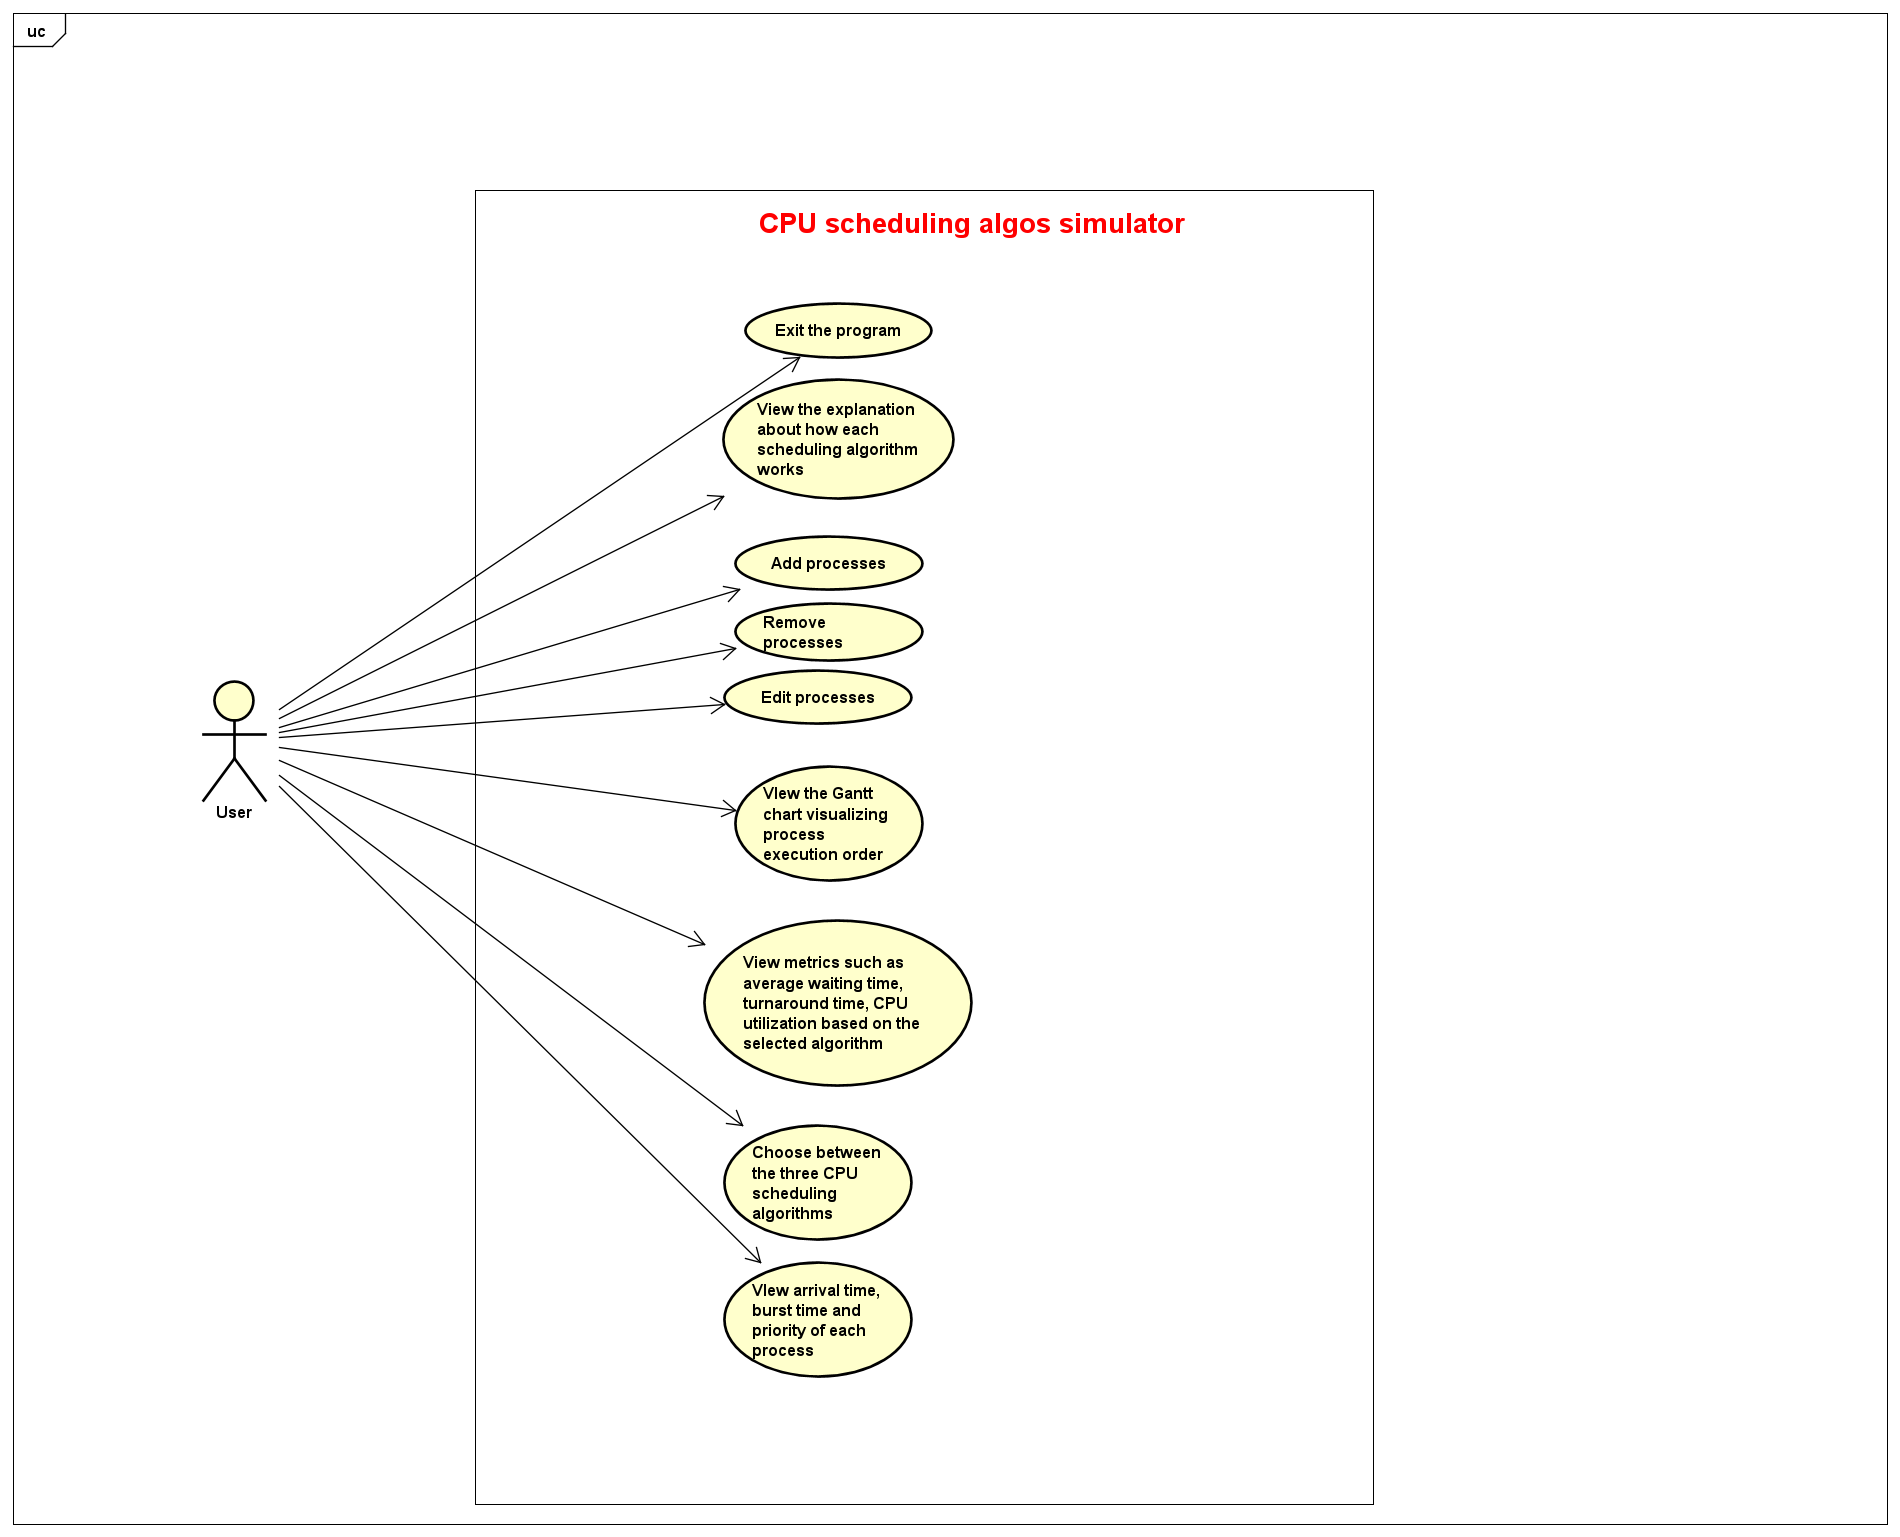 uc
CPU scheduling algos simulator
Exit the program
View the explanation
about how each
scheduling algorithm
works
Add processes
Remove
processes
Edit processes
VIew the Gantt
chart visualizing
process
execution order
View metrics such as
average waiting time,
turnaround time, CPU
utilization based on the
selected algorithm
Choose between
the three CPU
scheduling
algorithms
VIew arrival time,
burst time and
priority of each
process
User